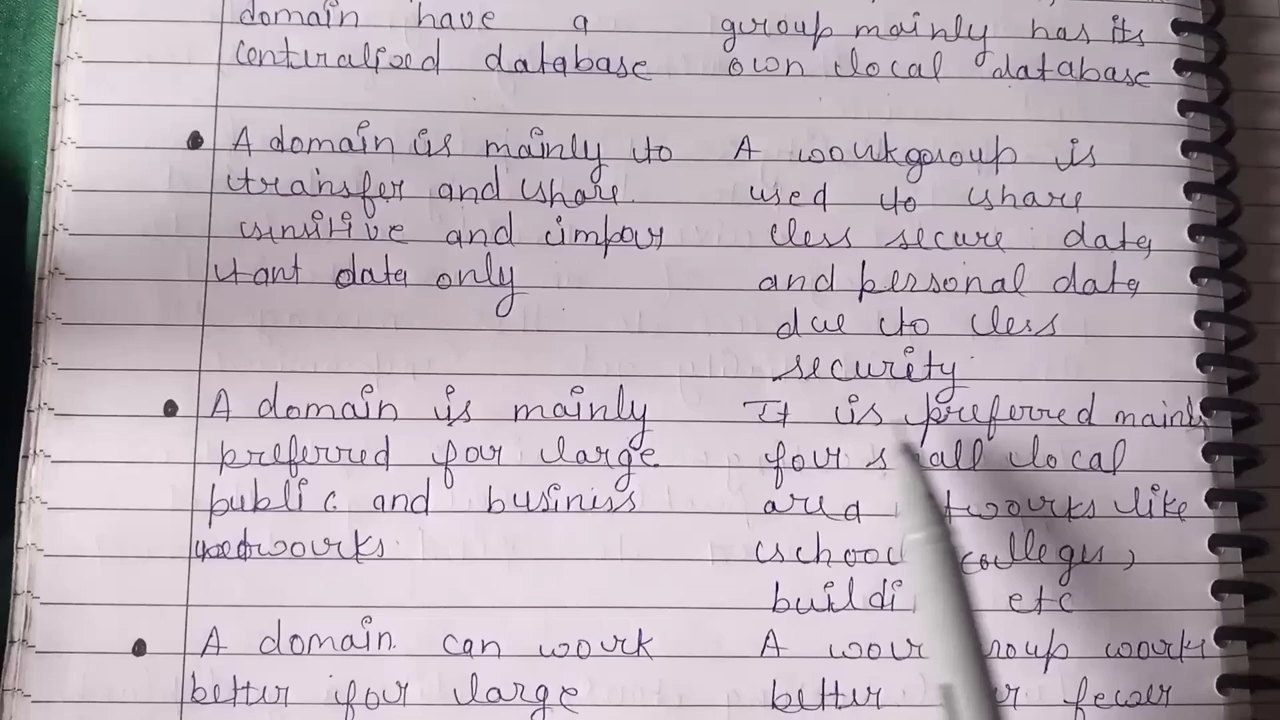 domain have a
centuralized database
• A domain is mainly to
transfer and share
sensitive and impor
tant data only
• A domain is mainly
preferred for large
public and business
networks.
• A domain can work
better for large
group mainly has its
own local database
A workgroup is
used to share
less secure data
and personal data
due to less
security.
It is preferred mainly
for small local
area tworks like
school colleges,
buildi etc
A wor roup works
better r fewer